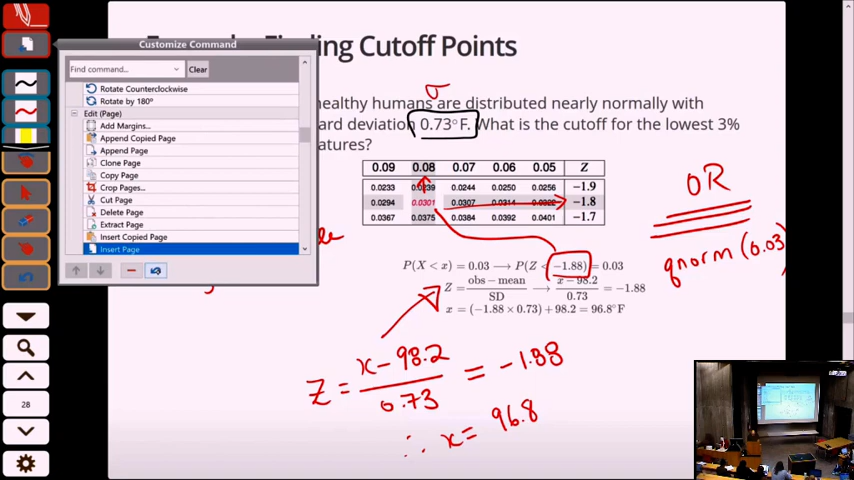 Customize Command
Finding Cutoff Points
Find command...
Clear
Rotate Counterclockwise
Rotate by 180°
Edit (Page)
Add Margins...
Append Copied Page
Append Page
Clone Page
Copy Page
Crop Pages...
Cut Page
Delete Page
Extract Page
Insert Copied Page
Insert Page
28
σ
healthy humans are distributed nearly normally with
ard deviation 0.73°F. What is the cutoff for the lowest 3%
atures?
0.09 0.08 0.07 0.06 0.05 Z
0.0233 0.0239 0.0244 0.0250 0.0256 −1.9
0.0294 0.0301 0.0307 0.0314 0.0322 −1.8
0.0367 0.0375 0.0384 0.0392 0.0401 −1.7
OR
qnorm (0.03)
P(X < x) = 0.03 → P(Z < −1.88) = 0.03
Z = obs − mean / SD → x − 98.2 / 0.73 = −1.88
x = (−1.88 × 0.73) + 98.2 = 96.8°F
Z = x − 98.2 / 0.73 = −1.88
∴ x = 96.8